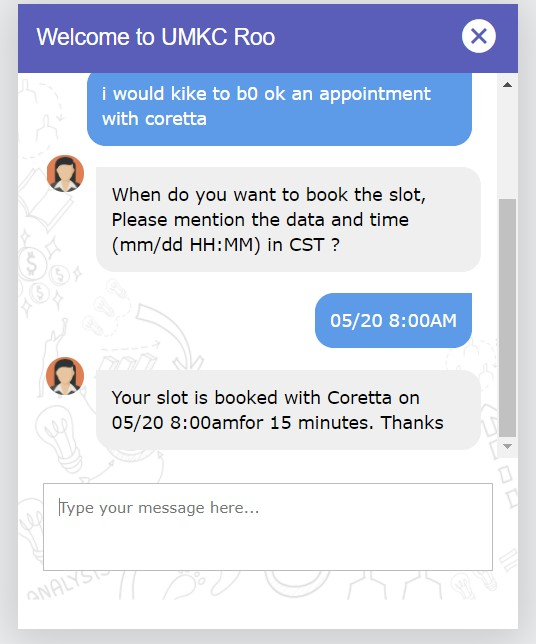 Welcome to UMKC Roo
i would kike to b0 ok an appointment
with coretta
When do you want to book the slot,
Please mention the data and time
(mm/dd HH:MM) in CST ?
05/20 8:00AM
Your slot is booked with Coretta on
05/20 8:00amfor 15 minutes. Thanks
Type your message here...
ANALYSIS